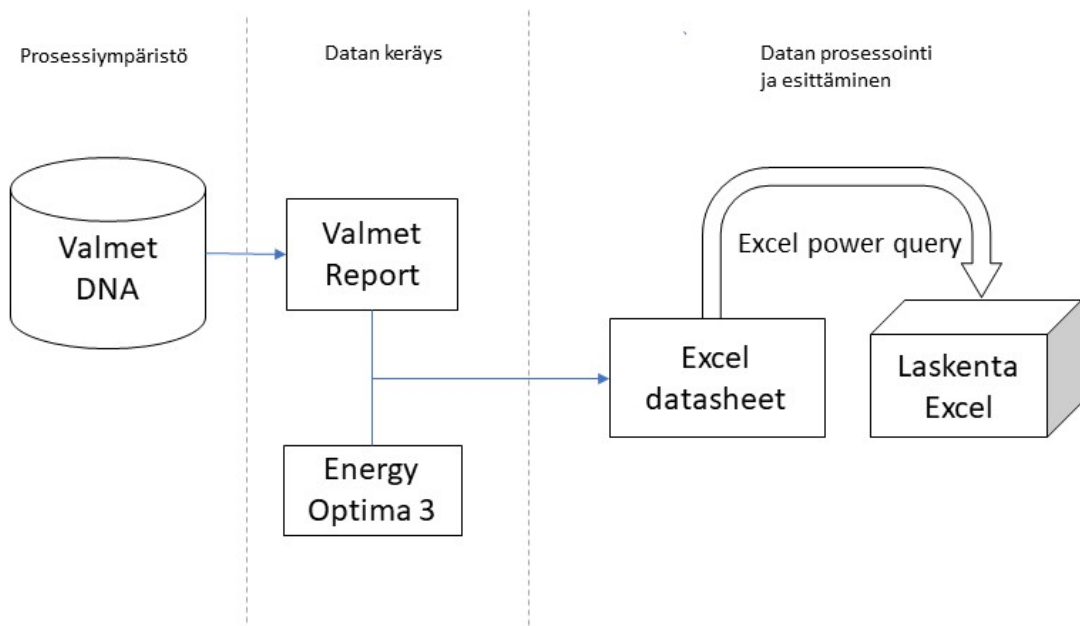 Prosessiympäristö
Datan keräys
Datan prosessointi
ja esittäminen
Valmet
DNA
Valmet
Report
Excel power query
Excel
datasheet
Laskenta
Excel
Energy
Optima 3